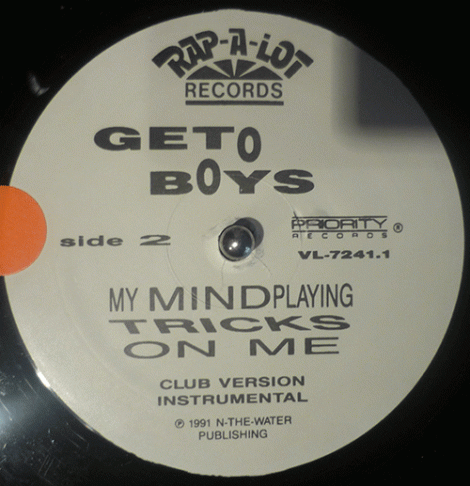 RAP-A-LOT
RECORDS
GETO
BOYS
side 2
PRIORITY ®
RECORDS
VL-7241.1
MY MIND PLAYING
TRICKS
ON ME
CLUB VERSION
INSTRUMENTAL
℗ 1991 N-THE-WATER
PUBLISHING